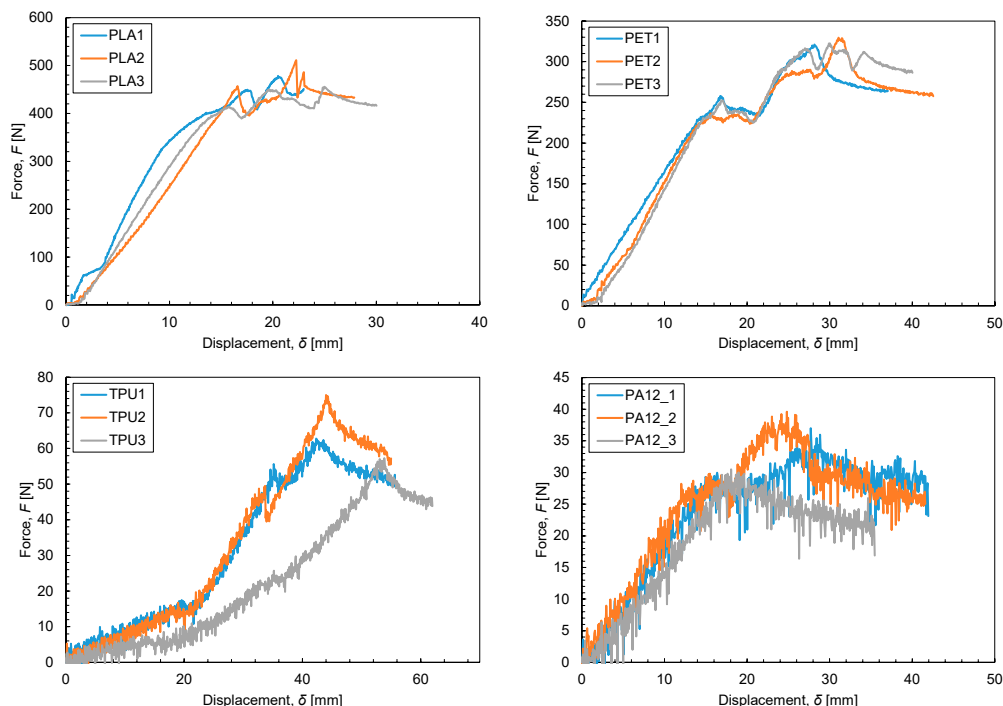 600
500
400
300
200
100
0
Force, F [N]
PLA1
PLA2
PLA3
0 10 20 30 40
Displacement, δ [mm]
350
300
250
200
150
100
50
0
Force, F [N]
PET1
PET2
PET3
0 10 20 30 40 50
Displacement, δ [mm]
80
70
60
50
40
30
20
10
0
Force, F [N]
TPU1
TPU2
TPU3
0 20 40 60
Displacement, δ [mm]
45
40
35
30
25
20
15
10
5
0
Force, F [N]
PA12_1
PA12_2
PA12_3
0 10 20 30 40 50
Displacement, δ [mm]